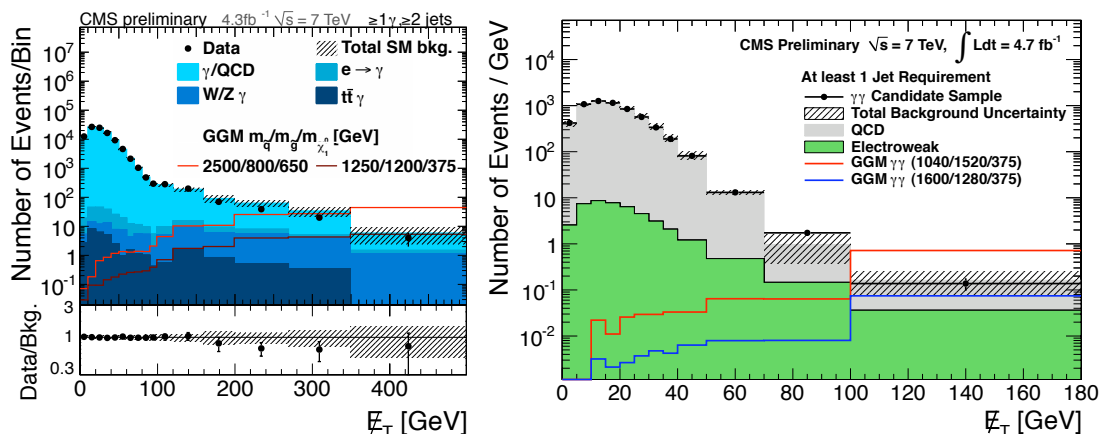 CMS preliminary 4.3fb⁻¹ √s = 7 TeV ≥1γ,≥2 jets
Number of Events/Bin
10⁷
10⁶
10⁵
10⁴
10³
10²
10
1
10⁻¹
Data
Total SM bkg.
γ/QCD
e → γ
W/Z γ
tt̄ γ
GGM m_q̃/m_g̃/m_χ̃₁⁰ [GeV]
2500/800/650
1250/1200/375
Data/Bkg.
3
1
0.3
0 100 200 300 400
E̸_T [GeV]
CMS Preliminary √s = 7 TeV, ∫ Ldt = 4.7 fb⁻¹
Number of Events / GeV
10⁴
10³
10²
10
1
10⁻¹
10⁻²
At least 1 Jet Requirement
γγ Candidate Sample
Total Background Uncertainty
QCD
Electroweak
GGM γγ (1040/1520/375)
GGM γγ (1600/1280/375)
0 20 40 60 80 100 120 140 160 180
E̸_T [GeV]